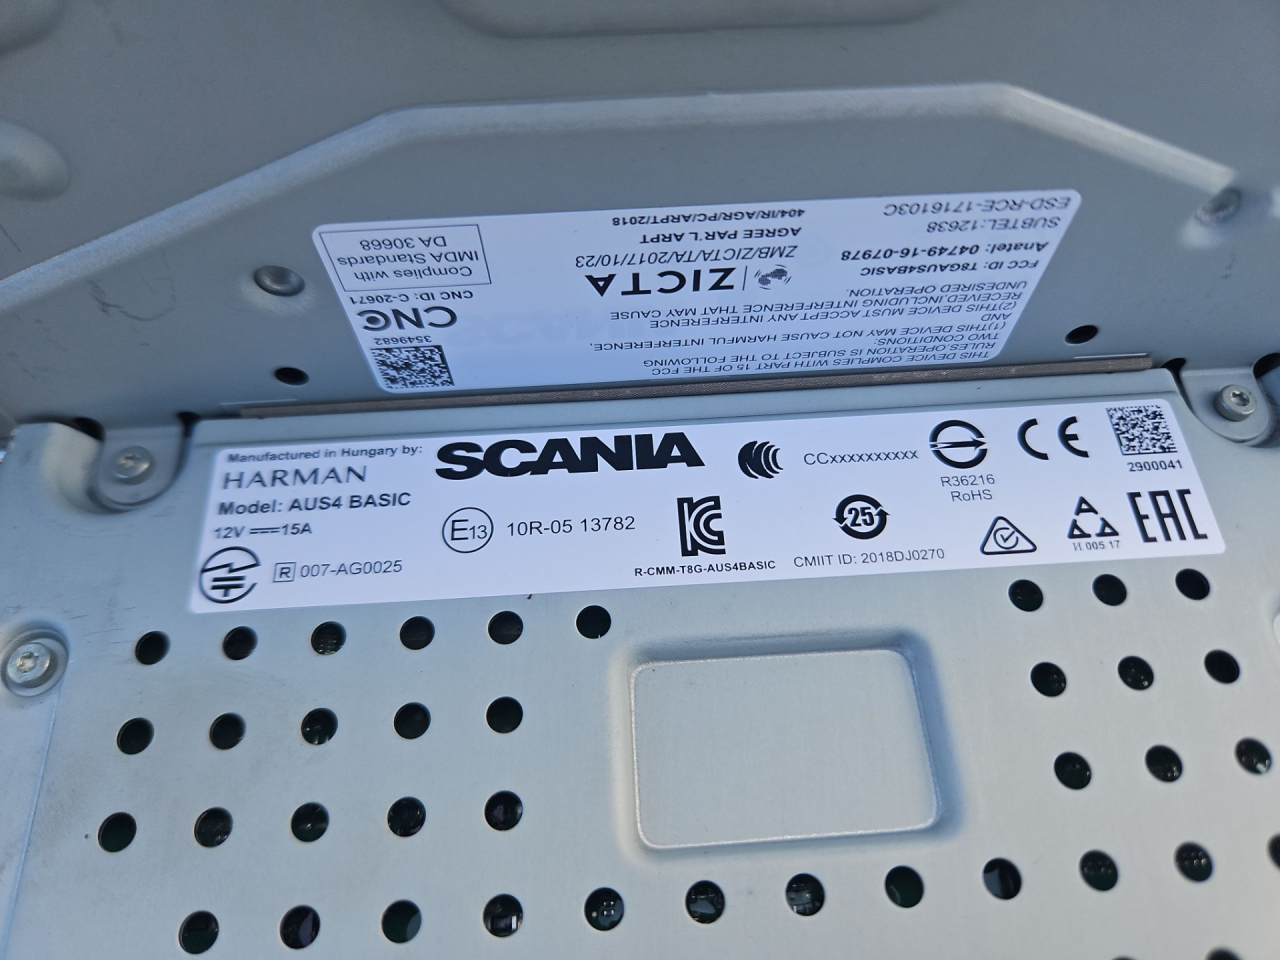 THIS DEVICE COMPLIES WITH PART 15 OF THE FCC
RULES.OPERATION IS SUBJECT TO THE FOLLOWING
TWO CONDITIONS:
(1)THIS DEVICE MAY NOT CAUSE HARMFUL INTERFERENCE,
AND
(2)THIS DEVICE MUST ACCEPT ANY INTERFERENCE
RECEIVED,INCLUDING INTERFERENCE THAT MAY CAUSE
UNDESIRED OPERATION.
FCC ID: T8GAUS4BASIC
Anatel: 04749-16-07978
SUBTEL:12638
ESD-RCE-1716103C
ZICTA
ZMB/ZICTA/TA/2017/10/23
AGREE PAR'L'ARPT
404/IR/AGR/PC/ARPT/2018
3549682
CNC
CNC ID: C-20671
Complies with
IMDA Standards
DA 30668
Manufactured in Hungary by:
HARMAN
Model: AUS4 BASIC
12V 15A
R 007-AG0025
SCANIA
E13 10R-05 13782
R-CMM-T8G-AUS4BASIC
CCxxxxxxxxxx
25
CMIIT ID: 2018DJ0270
R36216
RoHS
CE
2900041
И 005 17
EAC